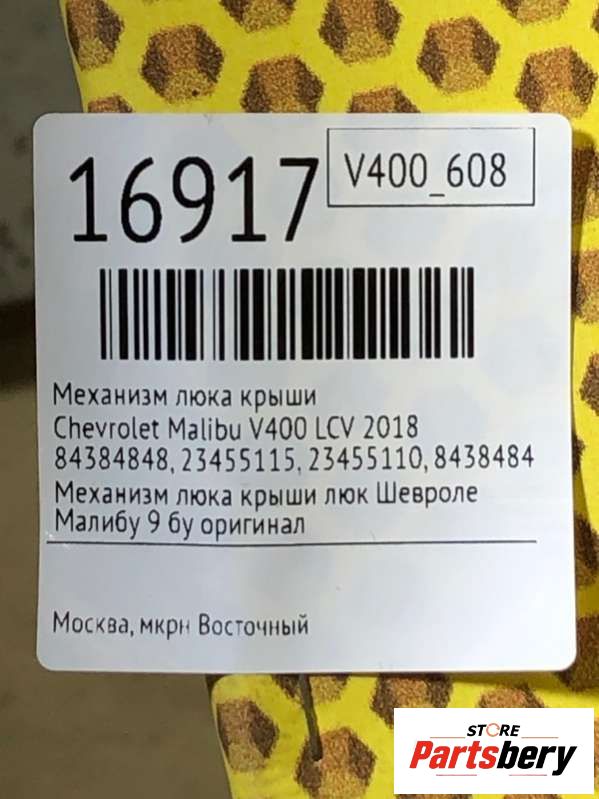 16917
V400_608
Механизм люка крыши
Chevrolet Malibu V400 LCV 2018
84384848, 23455115, 23455110, 8438484
Механизм люка крыши люк Шевроле
Малибу 9 бу оригинал
Москва, мкрн Восточный
STORE
Partsbery